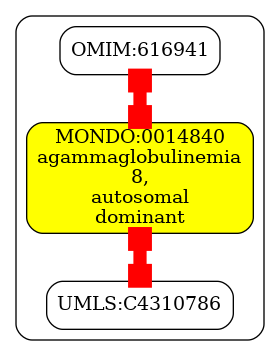 OMIM:616941
MONDO:0014840
agammaglobulinemia
8,
autosomal
dominant
UMLS:C4310786